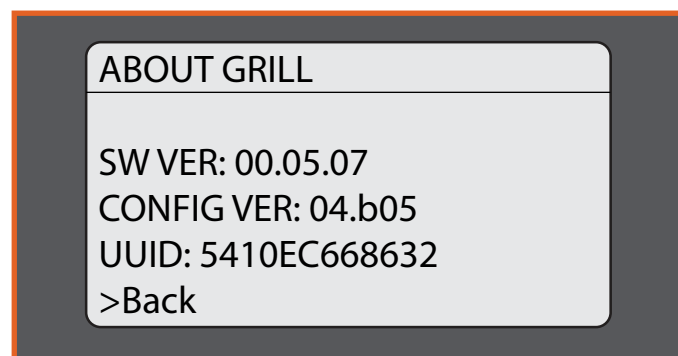 ABOUT GRILL
SW VER: 00.05.07
CONFIG VER: 04.b05
UUID: 5410EC668632
>Back